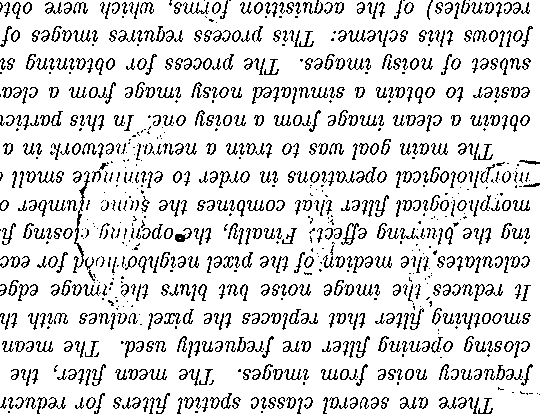 There are several classic spatial filters for reducin
frequency noise from images. The mean filter, the
closing opening filter are frequently used. The mean
smoothing filter that replaces the pixel values with th
It reduces the image noise but blurs the image edge
calculates the median of the pixel neighborhood for eac
ing the blurring effect. Finally, the opening closing fi
morphological filter that combines the same number o
morphological operations in order to eliminate small
The main goal was to train a neural network in a
obtain a clean image from a noisy one. In this particu
easier to obtain a simulated noisy image from a clea
subset of noisy images. The process for obtaining si
follows this scheme: This process requires images of
rectangles) of the acquisition forms, which were obt